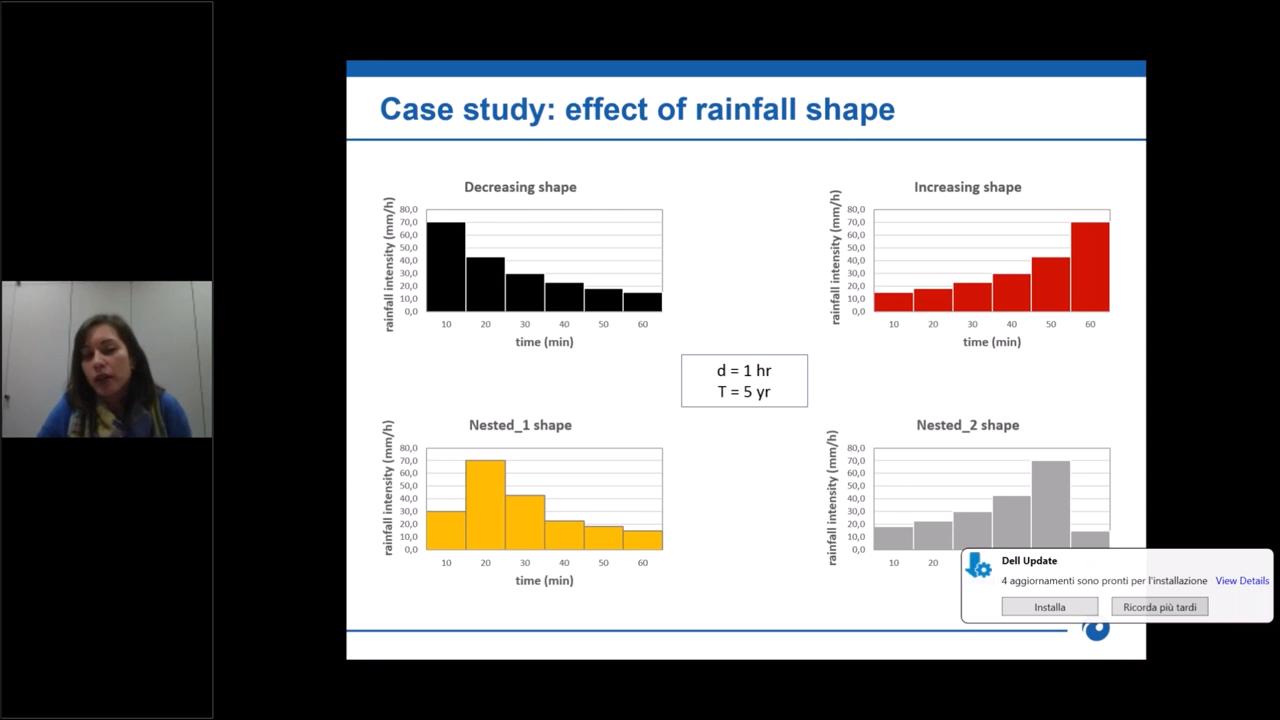 Case study: effect of rainfall shape
Decreasing shape
rainfall intensity (mm/h)
80,0
70,0
60,0
50,0
40,0
30,0
20,0
10,0
0,0
10 20 30 40 50 60
time (min)
Increasing shape
rainfall intensity (mm/h)
80,0
70,0
60,0
50,0
40,0
30,0
20,0
10,0
0,0
10 20 30 40 50 60
time (min)
d = 1 hr
T = 5 yr
Nested_1 shape
rainfall intensity (mm/h)
80,0
70,0
60,0
50,0
40,0
30,0
20,0
10,0
0,0
10 20 30 40 50 60
time (min)
Nested_2 shape
rainfall intensity (mm/h)
80,0
70,0
60,0
50,0
40,0
30,0
20,0
10,0
0,0
10 20
Dell Update
4 aggiornamenti sono pronti per l'installazione View Details
Installa Ricorda più tardi